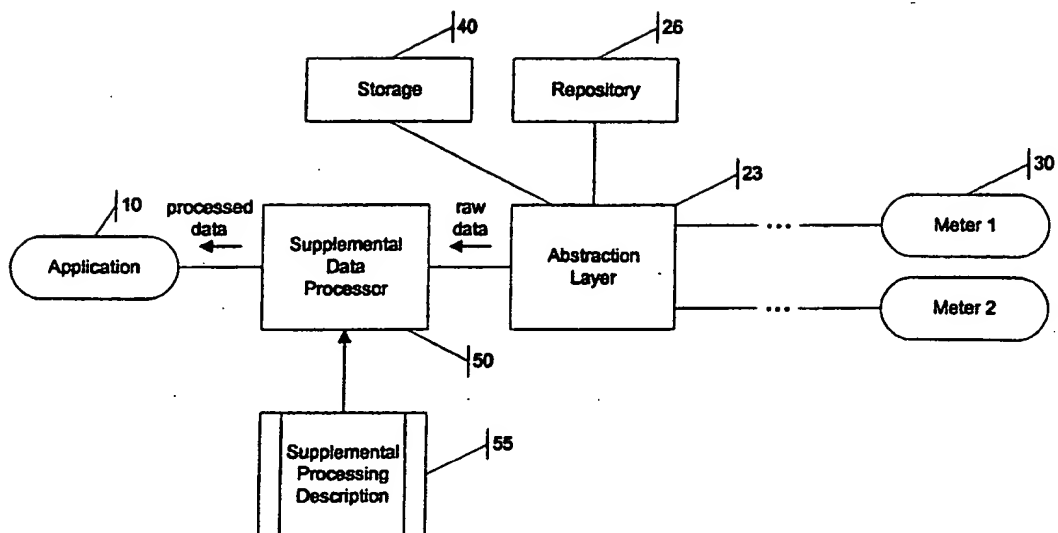 40
26
Storage
Repository
23
30
10
processed
data
raw
data
Meter 1
Application
Supplemental
Data
Processor
Abstraction
Layer
Meter 2
50
55
Supplemental
Processing
Description